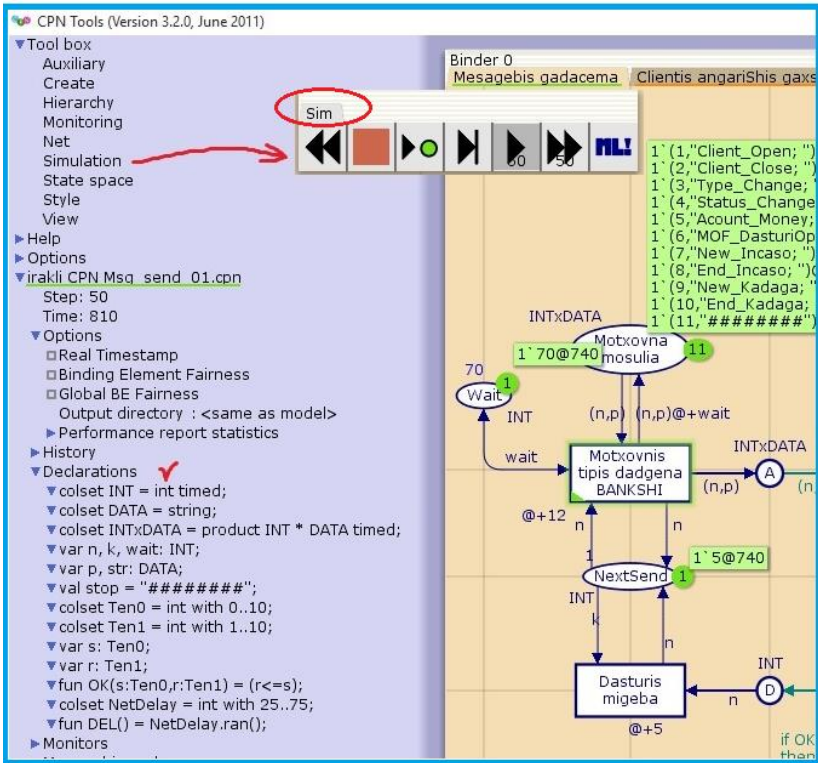 CPN Tools (Version 3.2.0, June 2011)
Tool box
Auxiliary
Create
Hierarchy
Monitoring
Net
Simulation
State space
Style
View
Help
Options
irakli CPN Msg_send_01.cpn
Step: 50
Time: 810
Options
Real Timestamp
Binding Element Fairness
Global BE Fairness
Output directory : <same as model>
Performance report statistics
History
Declarations
colset INT = int timed;
colset DATA = string;
colset INTxDATA = product INT * DATA timed;
var n, k, wait: INT;
var p, str: DATA;
val stop = "########";
colset Ten0 = int with 0..10;
colset Ten1 = int with 1..10;
var s: Ten0;
var r: Ten1;
fun OK(s:Ten0,r:Ten1) = (r<=s);
colset NetDelay = int with 25..75;
fun DEL() = NetDelay.ran();
Monitors
Binder 0
Mesagebis gadacema
Clientis angariShis gaxs
Sim
50
50
ML!
1`(1,"Client_Open; ")
1`(2,"Client_Close; ")
1`(3,"Type_Change; "
1`(4,"Status_Change
1`(5,"Acount_Money;
1`(6,"MOF_DasturiOp
1`(7,"New_Incaso; ")
1`(8,"End_Incaso; ")@
1`(9,"New_Kadaga; "
1`(10,"End_Kadaga;
1`(11,"########")
INTxDATA
Motxovna
mosulia
11
1`70@740
70
1
Wait
INT
(n,p)
(n,p)@+wait
wait
Motxovnis
tipis dadgena
BANKSHI
INTxDATA
A
(n,p)
(n,
@+12
n
n
1
1`5@740
NextSend
1
INT
k
n
Dasturis
migeba
INT
D
n
@+5
if OK
then